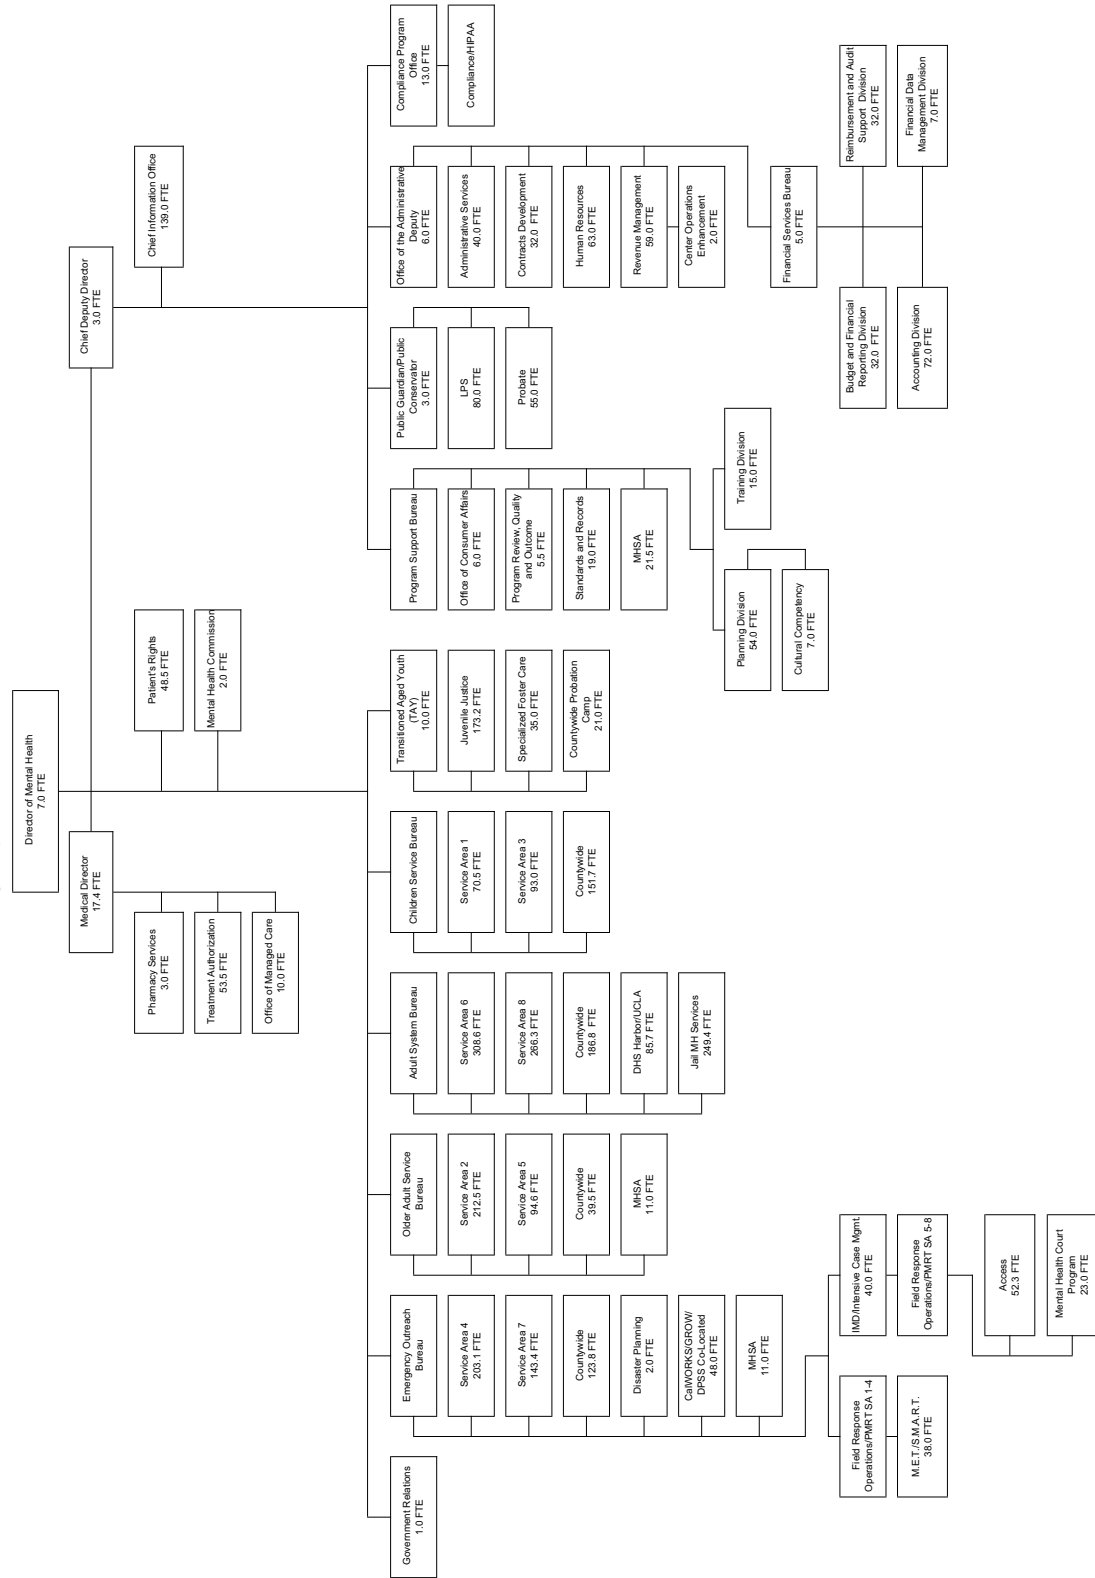 Director of Mental Health
7.0 FTE
Medical Director
17.4 FTE
Chief Deputy Director
3.0 FTE
Pharmacy Services
3.0 FTE
Treatment Authorization
53.5 FTE
Office of Managed Care
10.0 FTE
Patient's Rights
48.5 FTE
Mental Health Commission
2.0 FTE
Chief Information Office
139.0 FTE
Government Relations
1.0 FTE
Emergency Outreach
Bureau
Service Area 4
203.1 FTE
Service Area 7
143.4 FTE
Countywide
123.8 FTE
Disaster Planning
2.0 FTE
CalWORKS/GROW/
DPSS Co-Located
48.0 FTE
MHSA
11.0 FTE
Field Response
Operations/PMRT SA 1-4
M.E.T./S.M.A.R.T.
38.0 FTE
IMD/Intensive Case Mgmt.
40.0 FTE
Field Response
Operations/PMRT SA 5-8
Access
52.3 FTE
Mental Health Court
Program
23.0 FTE
Older Adult Service
Bureau
Service Area 2
212.5 FTE
Service Area 5
94.6 FTE
Countywide
39.5 FTE
MHSA
11.0 FTE
Adult System Bureau
Service Area 6
308.6 FTE
Service Area 8
266.3 FTE
Countywide
186.8 FTE
DHS Harbor/UCLA
85.7 FTE
Jail MH Services
249.4 FTE
Children Service Bureau
Service Area 1
70.5 FTE
Service Area 3
93.0 FTE
Countywide
151.7 FTE
Transitioned Aged Youth
(TAY)
10.0 FTE
Juvenile Justice
173.2 FTE
Specialized Foster Care
35.0 FTE
Countywide Probation
Camp
21.0 FTE
Program Support Bureau
Office of Consumer Affairs
6.0 FTE
Program Review, Quality
and Outcome
5.5 FTE
Standards and Records
19.0 FTE
MHSA
21.5 FTE
Planning Division
54.0 FTE
Cultural Competency
7.0 FTE
Training Division
15.0 FTE
Public Guardian/Public
Conservator
3.0 FTE
LPS
80.0 FTE
Probate
55.0 FTE
Office of the Administrative
Deputy
6.0 FTE
Administrative Services
40.0 FTE
Contracts Development
32.0 FTE
Human Resources
63.0 FTE
Revenue Management
59.0 FTE
Center Operations
Enhancement
2.0 FTE
Financial Services Bureau
5.0 FTE
Budget and Financial
Reporting Division
32.0 FTE
Accounting Division
72.0 FTE
Reimbursement and Audit
Support Division
32.0 FTE
Financial Data
Management Division
7.0 FTE
Compliance Program
Office
13.0 FTE
Compliance/HIPAA